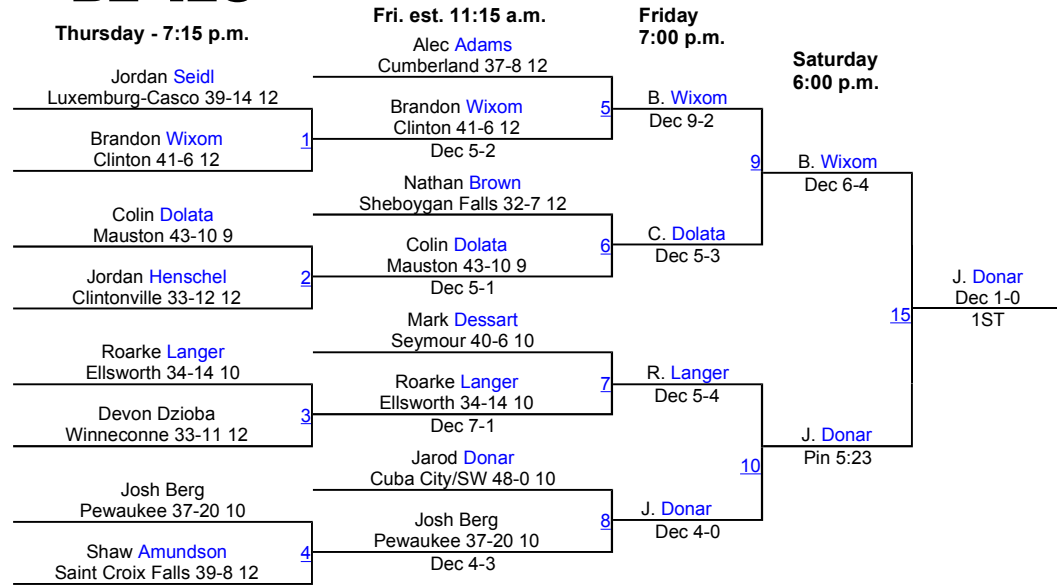 Thursday - 7:15 p.m.
Fri. est. 11:15 a.m.
Friday
7:00 p.m.
Saturday
6:00 p.m.
Jordan Seidl
Luxemburg-Casco 39-14 12
Brandon Wixom
Clinton 41-6 12
1
Colin Dolata
Mauston 43-10 9
Jordan Henschel
Clintonville 33-12 12
2
Roarke Langer
Ellsworth 34-14 10
Devon Dzioba
Winneconne 33-11 12
3
Josh Berg
Pewaukee 37-20 10
Shaw Amundson
Saint Croix Falls 39-8 12
4
Alec Adams
Cumberland 37-8 12
Brandon Wixom
Clinton 41-6 12
Dec 5-2
5
Nathan Brown
Sheboygan Falls 32-7 12
Colin Dolata
Mauston 43-10 9
Dec 5-1
6
Mark Dessart
Seymour 40-6 10
Roarke Langer
Ellsworth 34-14 10
Dec 7-1
7
Jarod Donar
Cuba City/SW 48-0 10
Josh Berg
Pewaukee 37-20 10
Dec 4-3
8
B. Wixom
Dec 9-2
9
C. Dolata
Dec 5-3
R. Langer
Dec 5-4
10
J. Donar
Dec 4-0
B. Wixom
Dec 6-4
15
J. Donar
Pin 5:23
J. Donar
Dec 1-0
1ST